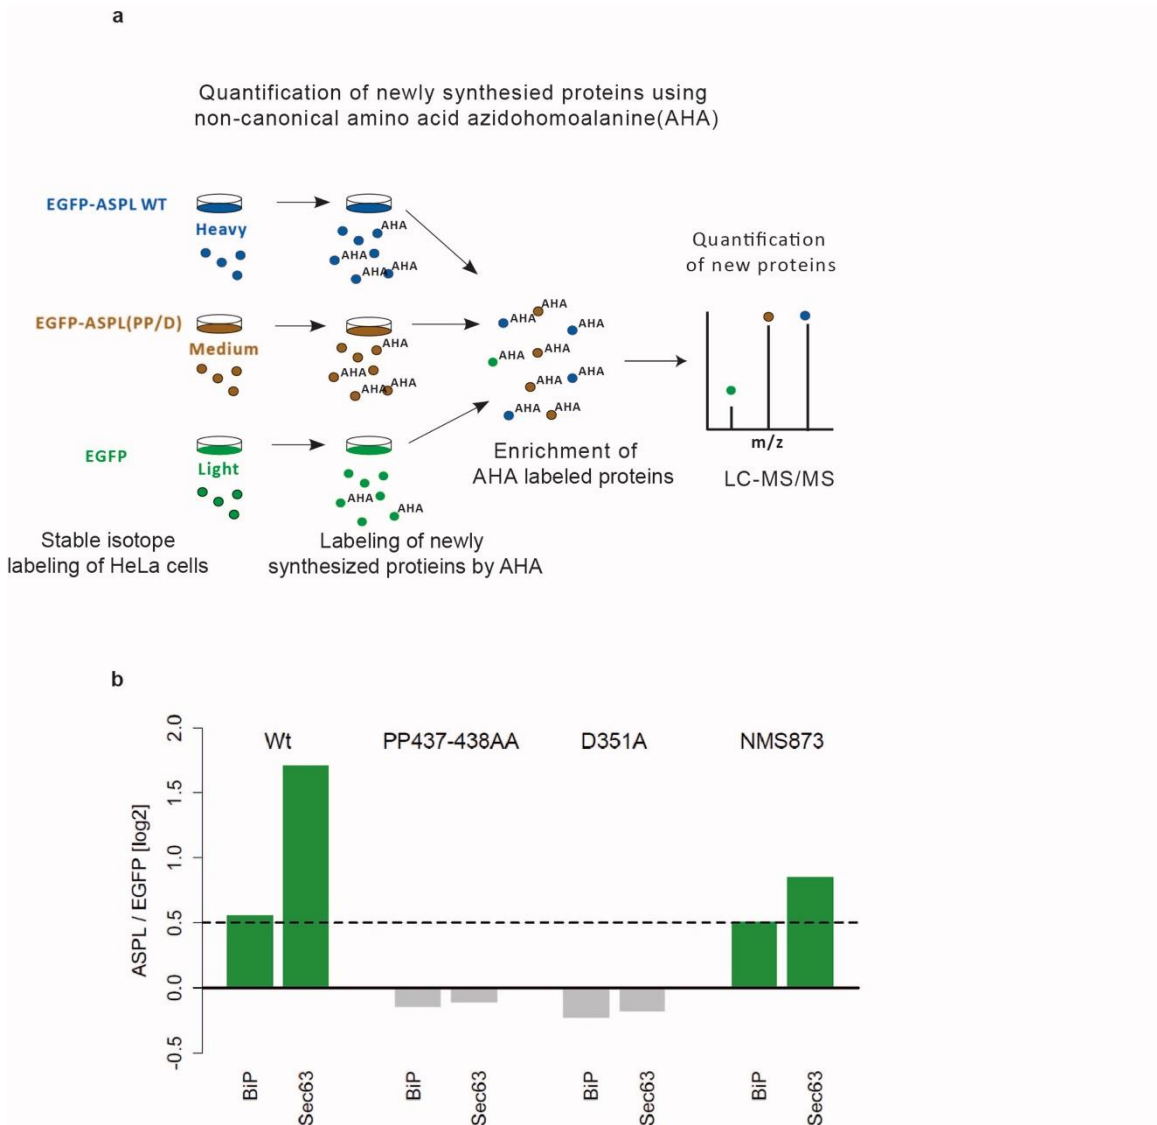 a
Quantification of newly synthesied proteins using
non-canonical amino acid azidohomoalanine(AHA)
EGFP-ASPL WT
Heavy
AHA
AHA
AHA
AHA
EGFP-ASPL(PP/D)
Medium
AHA
AHA
AHA
AHA
EGFP
Light
AHA
AHA
Stable isotope
labeling of HeLa cells
Labeling of newly
synthesized protieins by AHA
AHA
AHA
AHA
AHA
AHA
AHA
AHA
AHA
AHA
Enrichment of
AHA labeled proteins
Quantification
of new proteins
m/z
LC-MS/MS
b
ASPL / EGFP [log2]
2.0
1.5
1.0
0.5
0.0
-0.5
Wt
PP437-438AA
D351A
NMS873
BiP
Sec63
BiP
Sec63
BiP
Sec63
BiP
Sec63